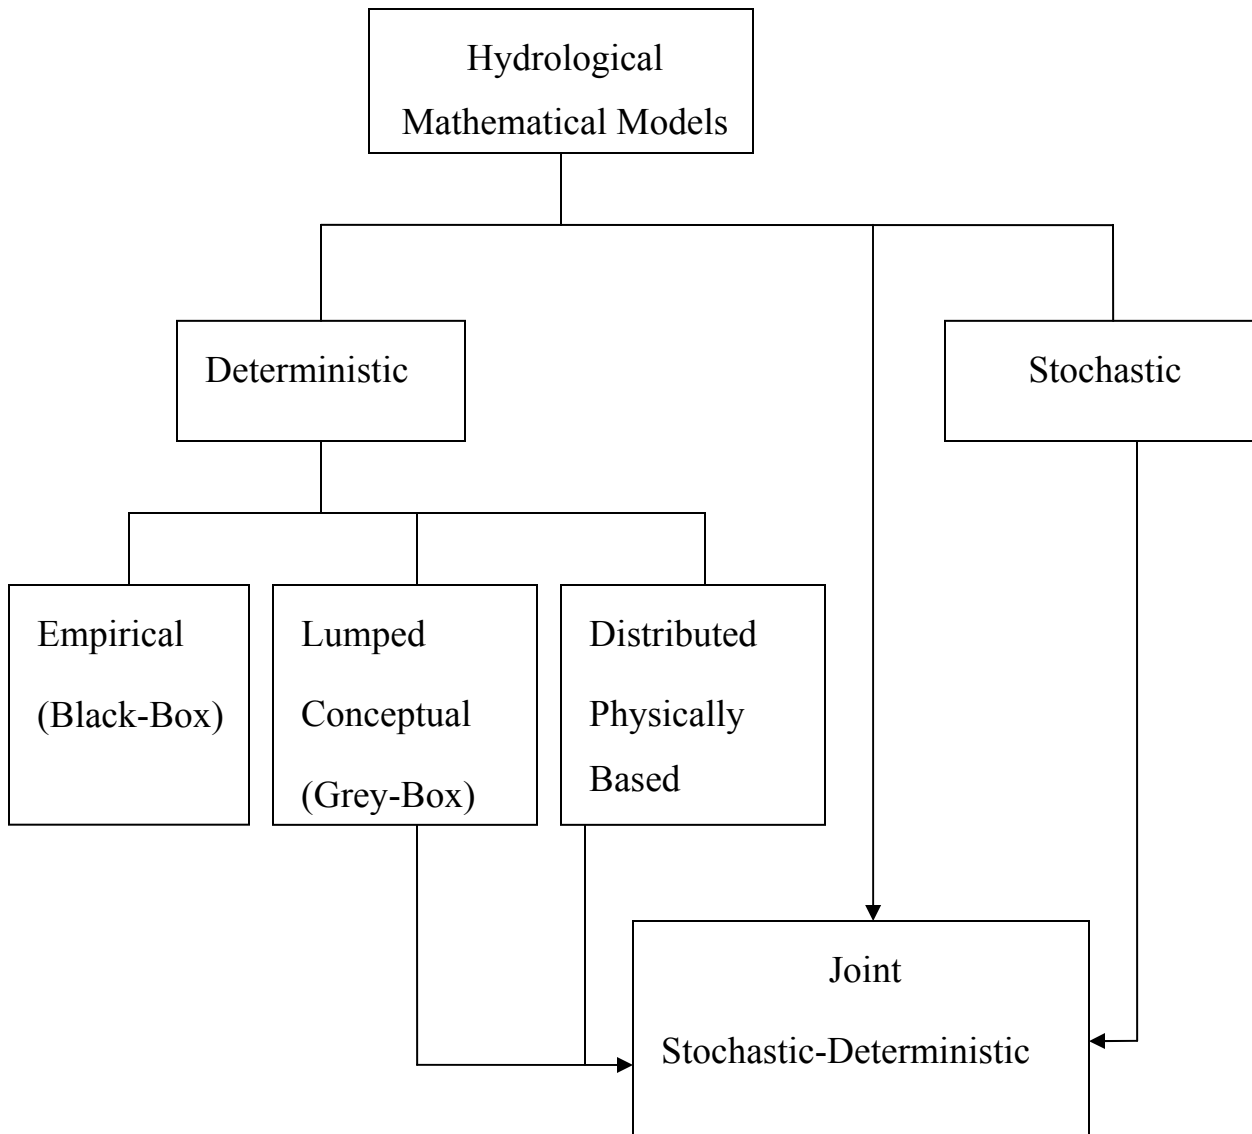 Hydrological
Mathematical Models
Deterministic
Stochastic
Empirical
(Black-Box)
Lumped
Conceptual
(Grey-Box)
Distributed
Physically
Based
Joint
Stochastic-Deterministic